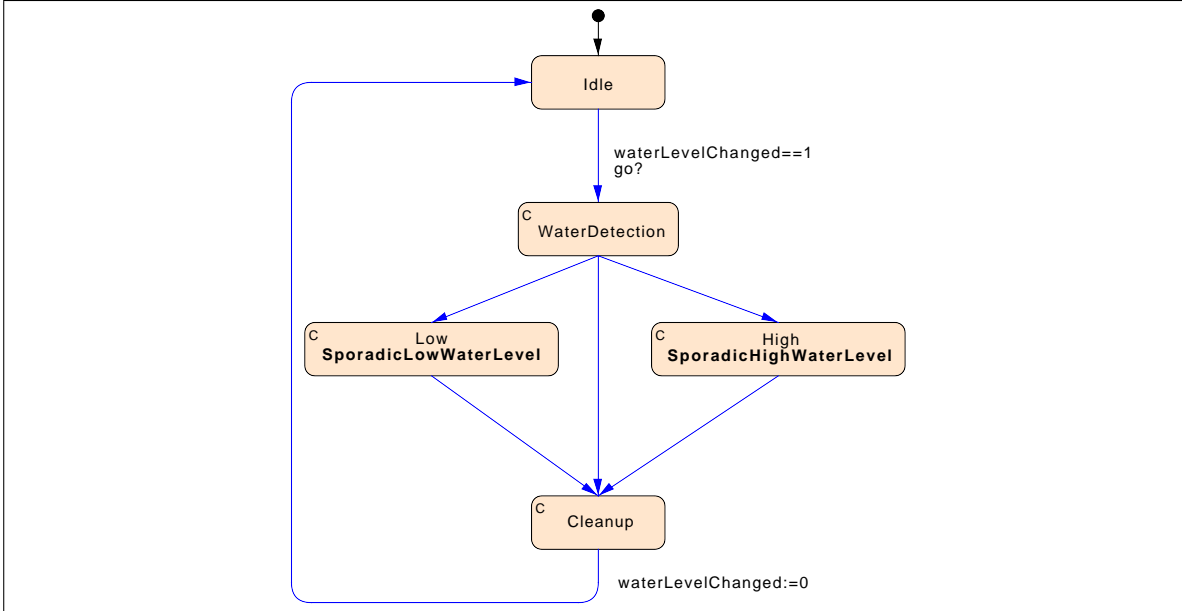 Idle
waterLevelChanged==1
go?
C
WaterDetection
C
Low
SporadicLowWaterLevel
C
High
SporadicHighWaterLevel
C
Cleanup
waterLevelChanged:=0